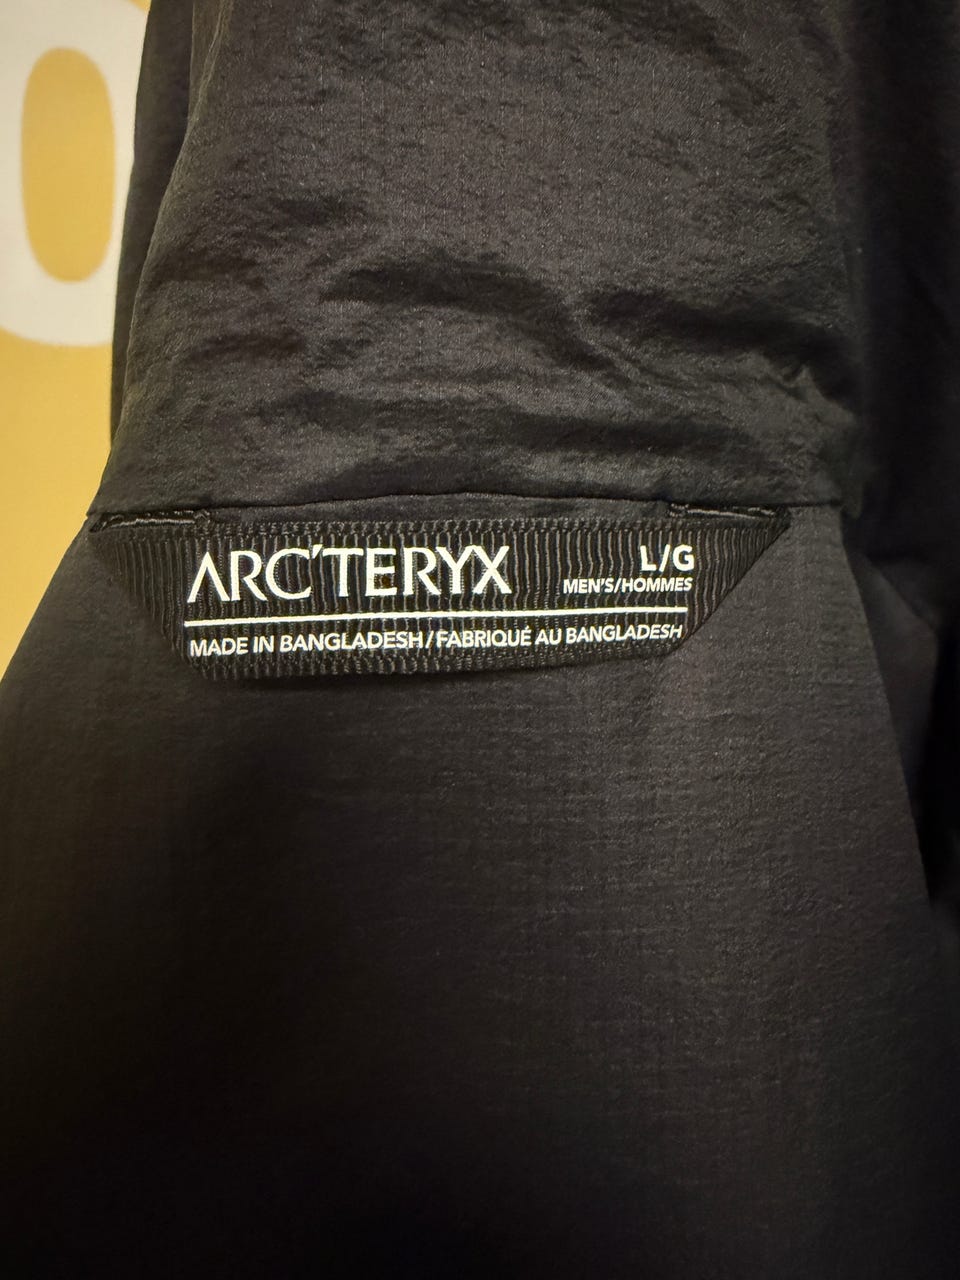 ARC'TERYX
L/G
MEN'S/HOMMES
MADE IN BANGLADESH/FABRIQUÉ AU BANGLADESH